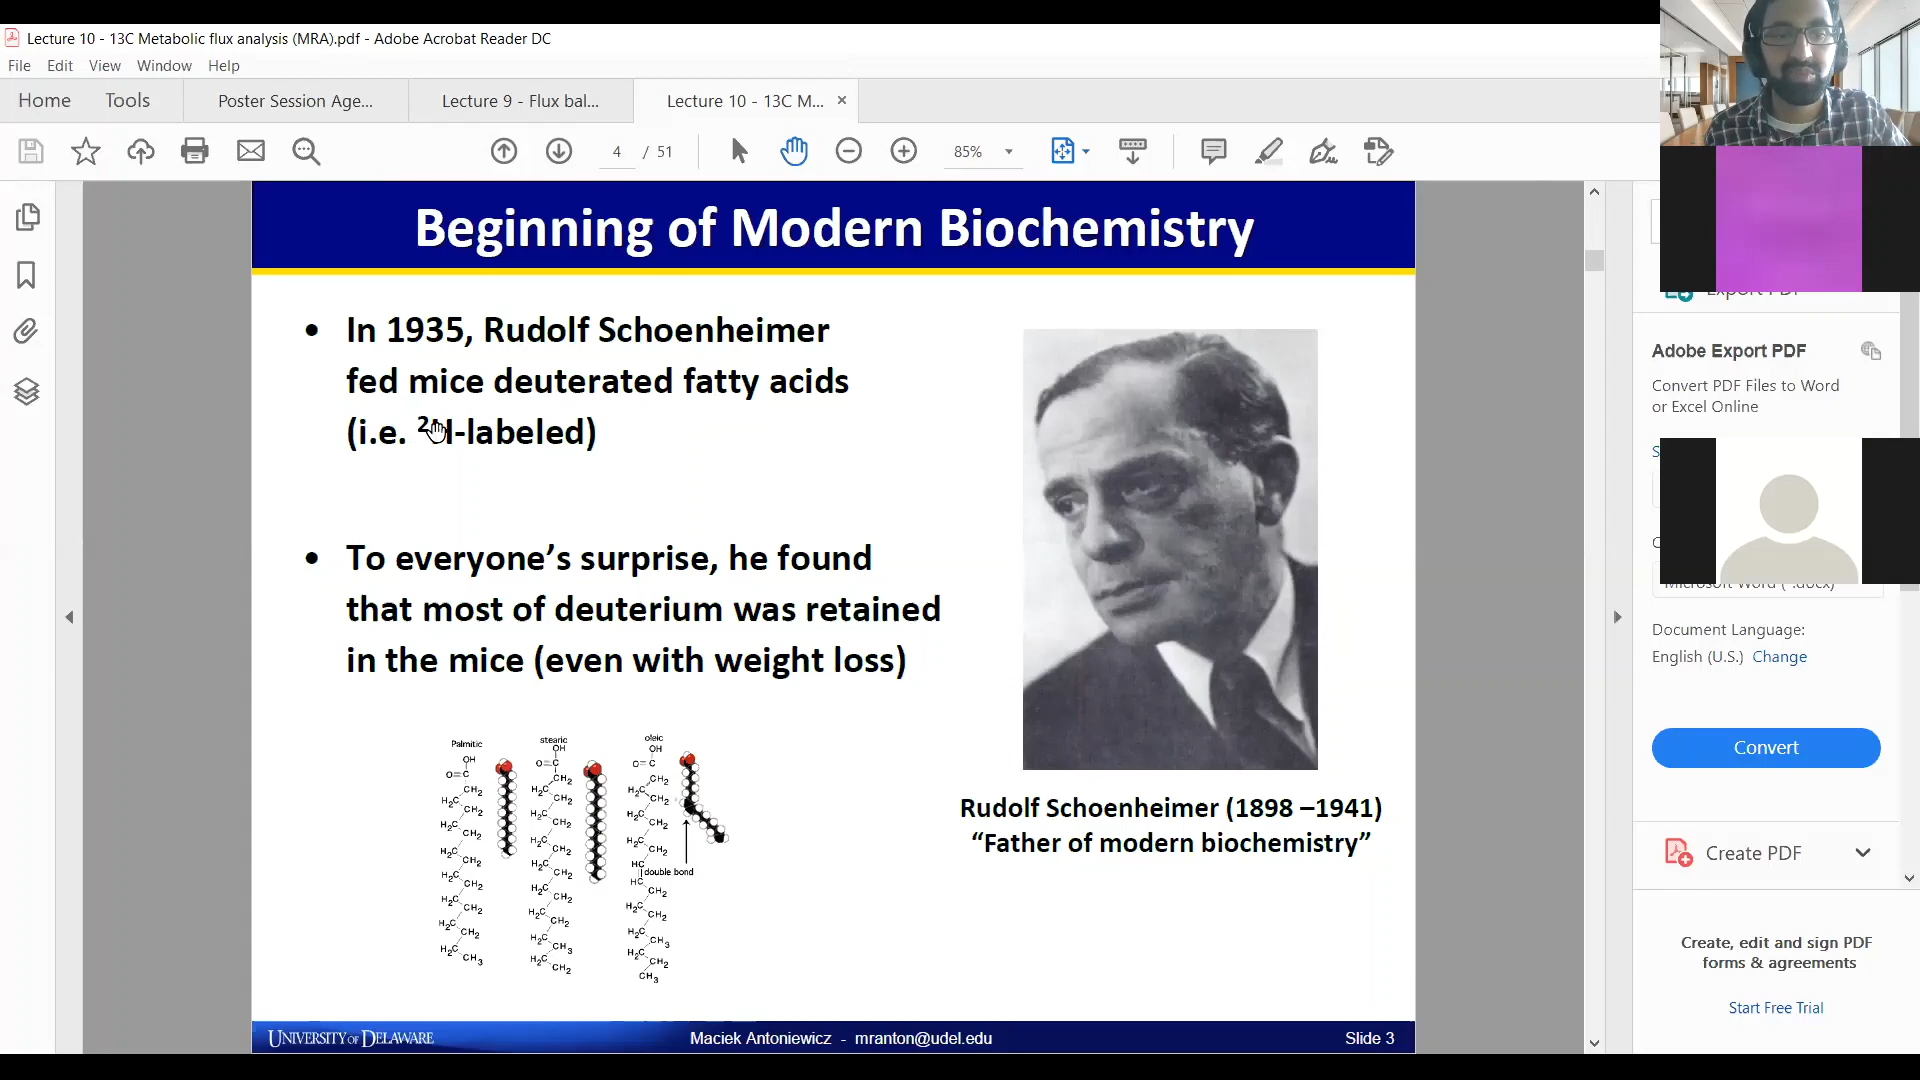 Lecture 10 - 13C Metabolic flux analysis (MRA).pdf - Adobe Acrobat Reader DC
File Edit View Window Help
Home Tools Poster Session Age... Lecture 9 - Flux bal... Lecture 10 - 13C M... ×
4 / 51 85%
Beginning of Modern Biochemistry
• In 1935, Rudolf Schoenheimer
fed mice deuterated fatty acids
(i.e. ²H-labeled)
• To everyone’s surprise, he found
that most of deuterium was retained
in the mice (even with weight loss)
Palmitic
stearic
oleic
double bond
Rudolf Schoenheimer (1898 –1941)
“Father of modern biochemistry”
UNIVERSITY OF DELAWARE Maciek Antoniewicz - mranton@udel.edu Slide 3
Adobe Export PDF
Convert PDF Files to Word
or Excel Online
Document Language:
English (U.S.) Change
Convert
Create PDF
Create, edit and sign PDF
forms & agreements
Start Free Trial